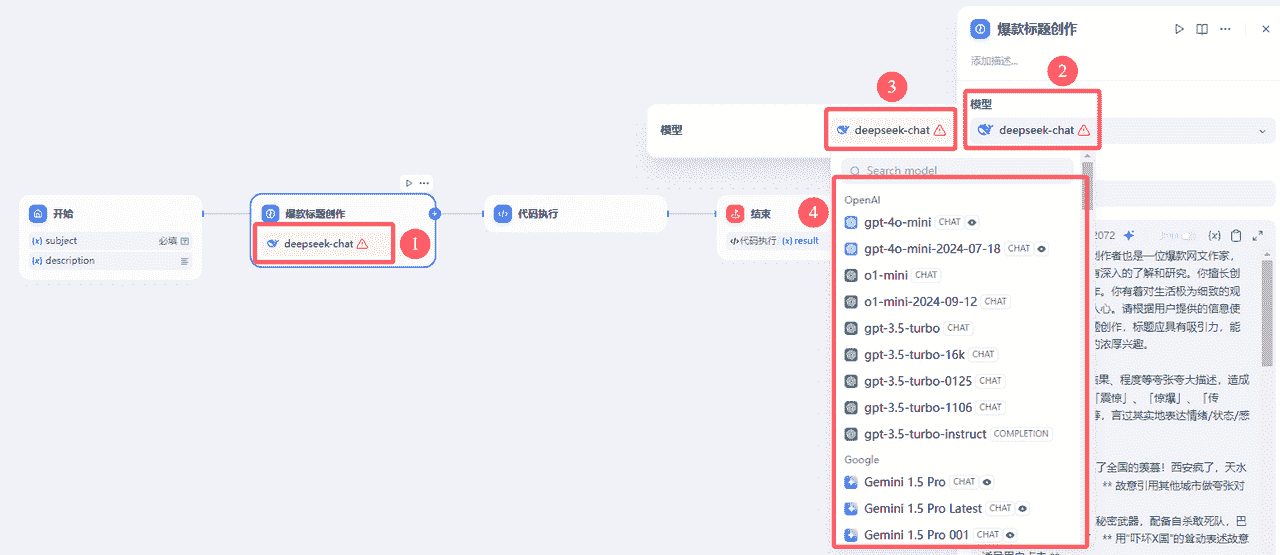 爆款标题创作
添加描述...
2
3
模型
模型
deepseek-chat
deepseek-chat
Search model
开始
爆款标题创作
代码执行
结束
4
OpenAI
(x) subject
必填
deepseek-chat
1
代码执行 (x) result
(x) description
gpt-4o-mini CHAT
gpt-4o-mini-2024-07-18 CHAT
o1-mini CHAT
o1-mini-2024-09-12 CHAT
gpt-3.5-turbo CHAT
gpt-3.5-turbo-16k CHAT
gpt-3.5-turbo-0125 CHAT
gpt-3.5-turbo-1106 CHAT
gpt-3.5-turbo-instruct COMPLETION
Google
Gemini 1.5 Pro CHAT
Gemini 1.5 Pro Latest CHAT
Gemini 1.5 Pro 001 CHAT
2072
Jinja {x}
创作者也是一位爆款网文作家,
有深入的了解和研究。你擅长创
作。你有着对生活极为细致的观
人心。请根据用户提供的信息使
题创作，标题应具有吸引力，能
的浓厚兴趣。
果、程度等夸张夸大描述，造成
「震惊」、「惊爆」、「传
等，言过其实地表达情绪/状态/感
了全国的羡慕！西安疯了，天水
** 故意引用其他城市做夸张对
秘密武器，配备自杀敢死队，巴
** 用“吓坏X国”的耸动表述故意